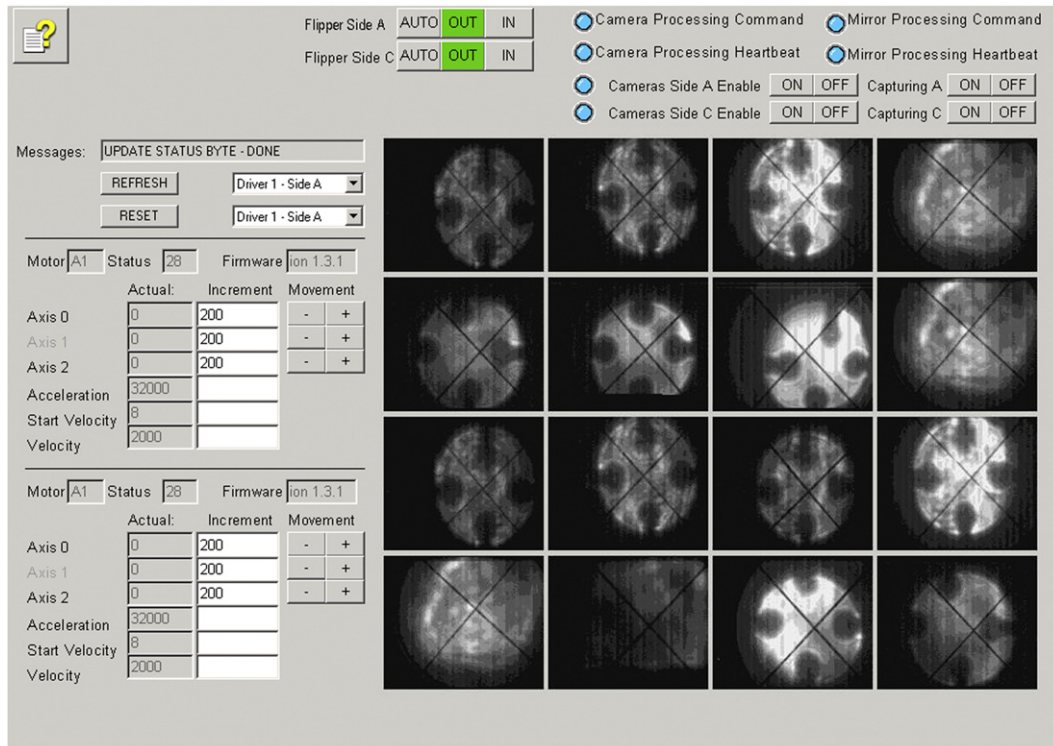 Flipper Side A AUTO OUT IN
Flipper Side C AUTO OUT IN
Camera Processing Command Mirror Processing Command
Camera Processing Heartbeat Mirror Processing Heartbeat
Cameras Side A Enable ON OFF Capturing A ON OFF
Cameras Side C Enable ON OFF Capturing C ON OFF
Messages: UPDATE STATUS BYTE - DONE
REFRESH Driver 1 - Side A
RESET Driver 1 - Side A
Motor A1 Status 28 Firmware ion 1.3.1
Actual: Increment Movement
Axis 0 0 200 - +
Axis 1 0 200 - +
Axis 2 0 200 - +
Acceleration 32000
Start Velocity 8
Velocity 2000
Motor A1 Status 28 Firmware ion 1.3.1
Actual: Increment Movement
Axis 0 0 200 - +
Axis 1 0 200 - +
Axis 2 0 200 - +
Acceleration 32000
Start Velocity 8
Velocity 2000